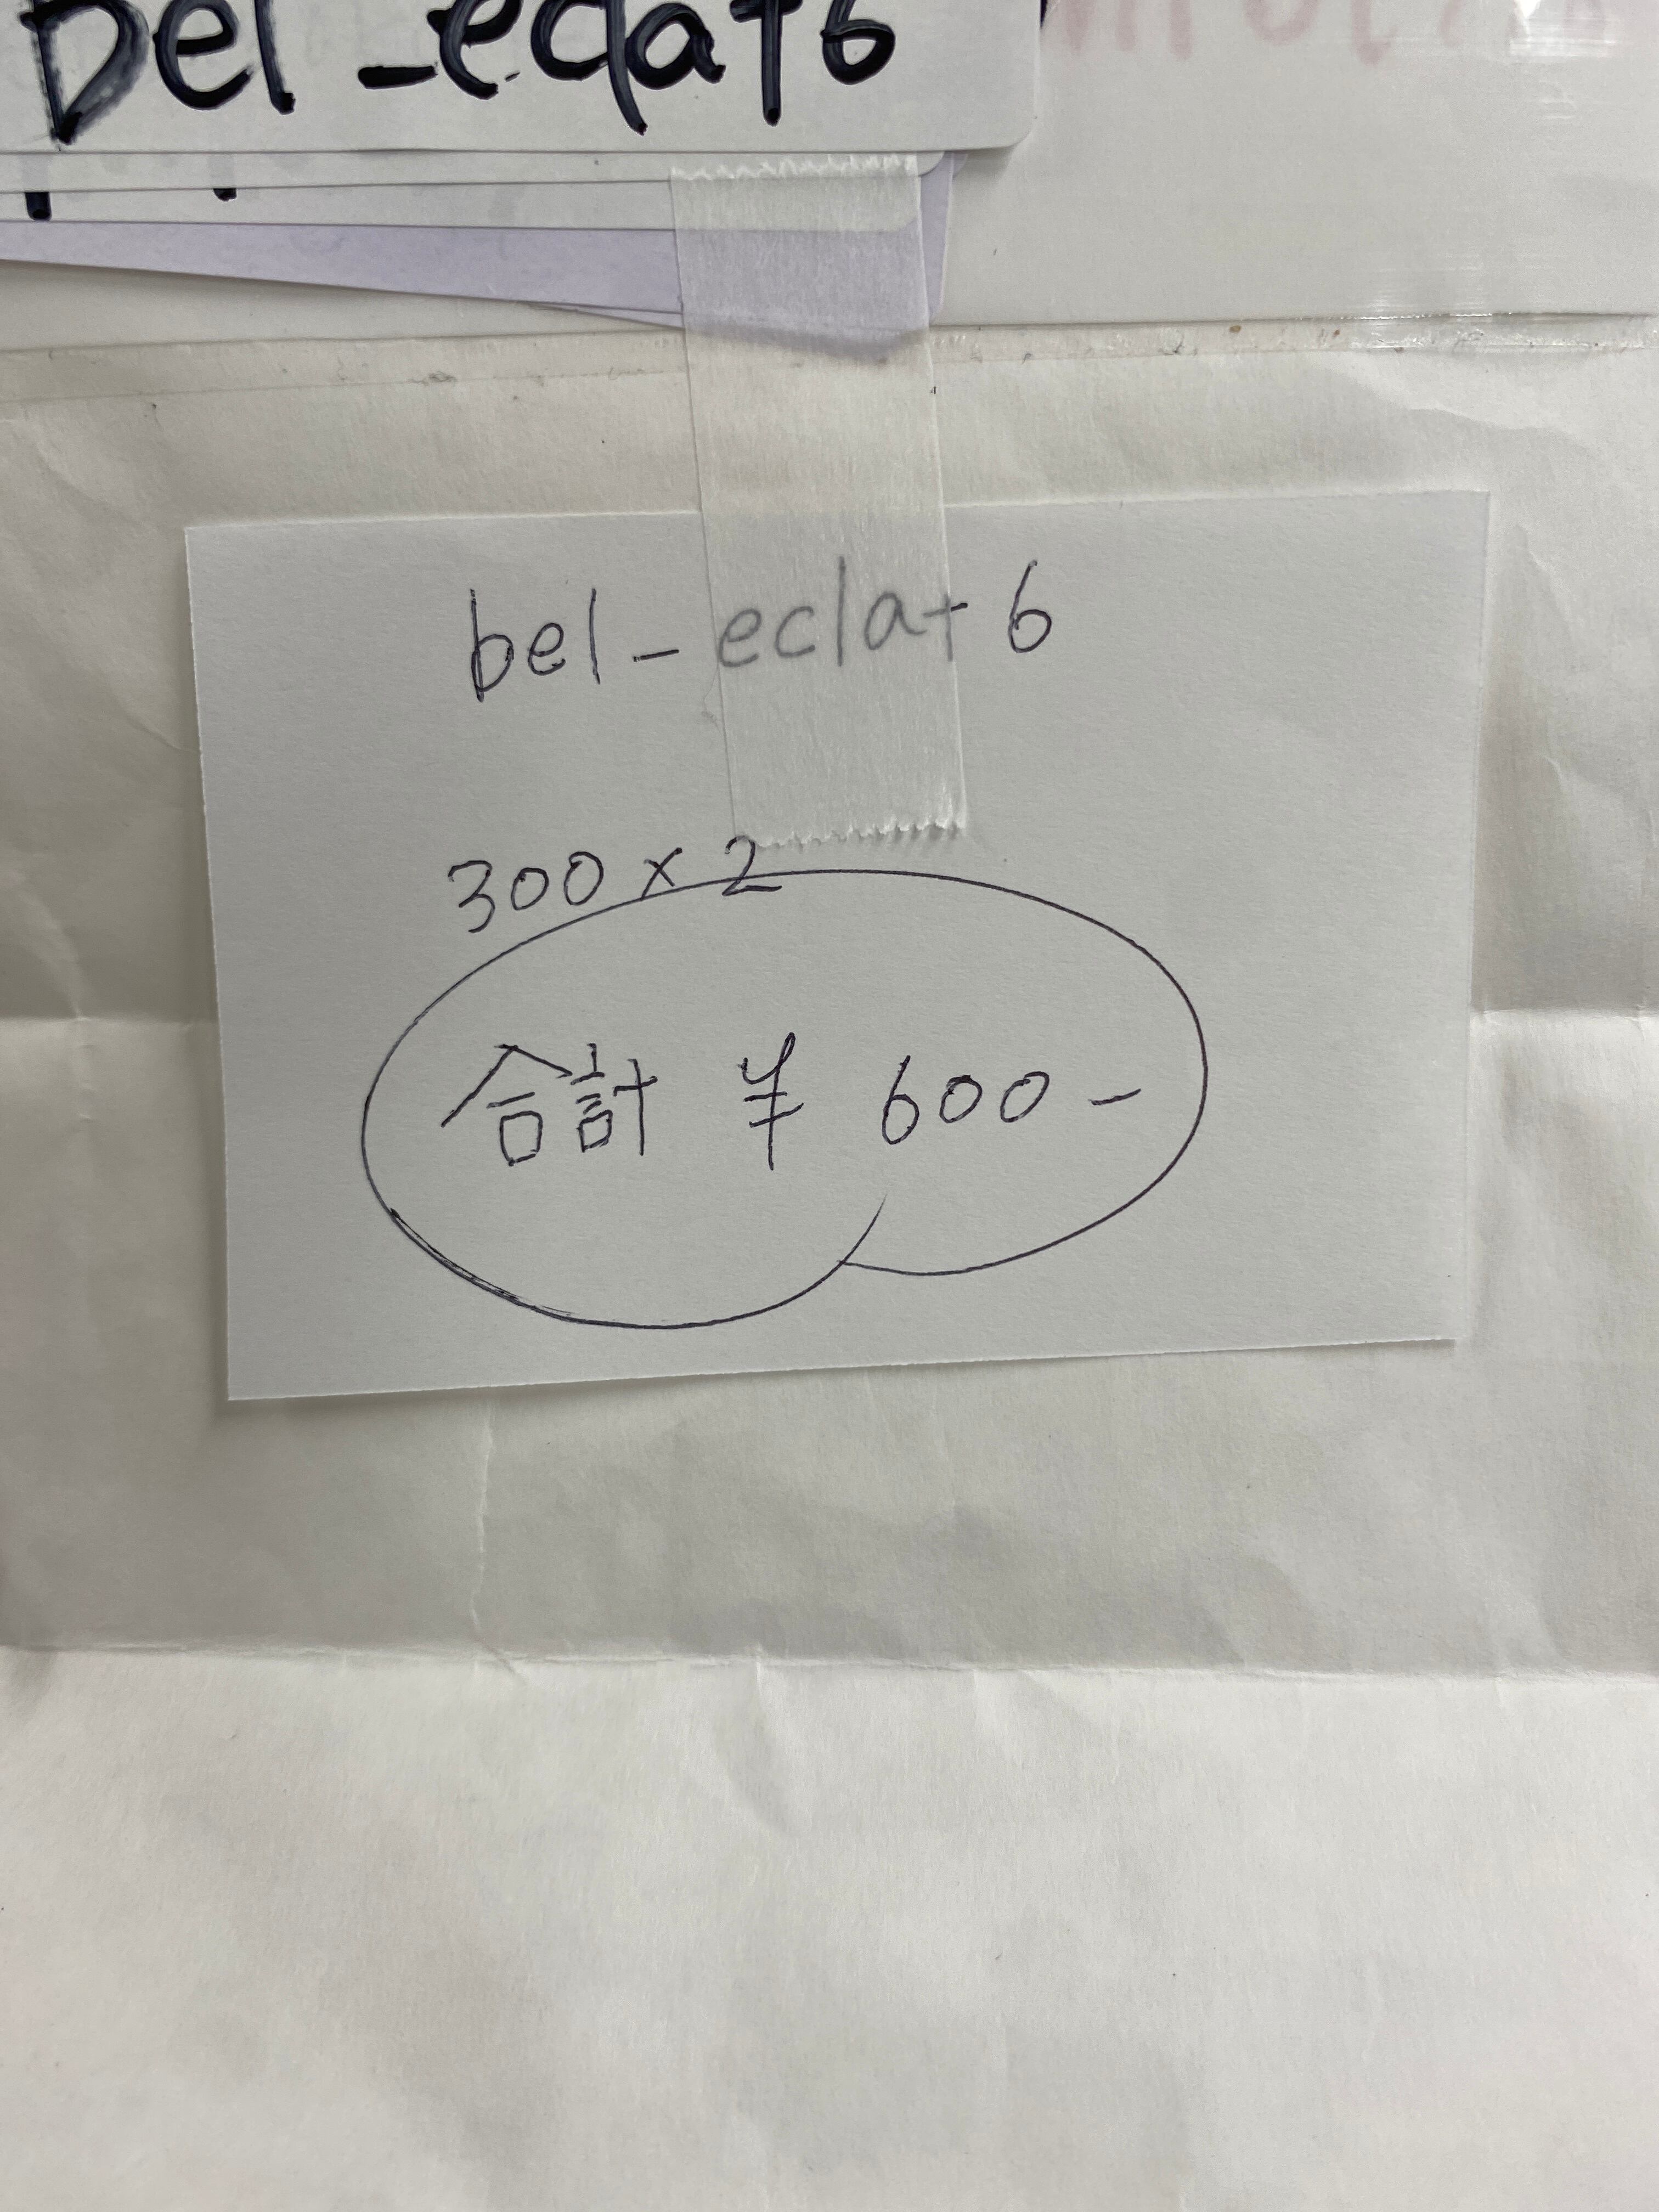 bel_eclat6
bel_eclat6
300×2
合計 ¥600-